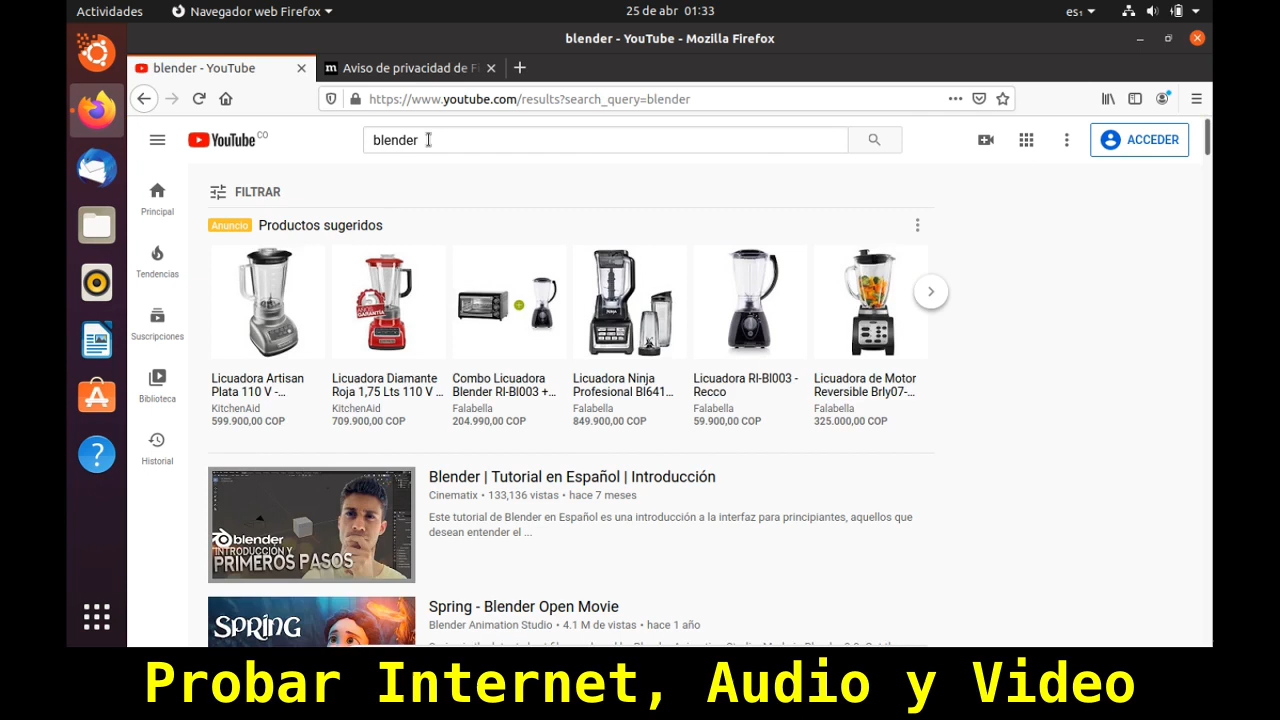 Actividades Navegador web Firefox 25 de abr 01:33 es₁
blender - YouTube - Mozilla Firefox
blender - YouTube Aviso de privacidad de Fi
https://www.youtube.com/results?search_query=blender
YouTube CO blender ACCEDER
Principal
Tendencias
Suscripciones
Biblioteca
Historial
FILTRAR
Anuncio Productos sugeridos
Licuadora Artisan
Plata 110 V -...
KitchenAid
599.900,00 COP
Licuadora Diamante
Roja 1,75 Lts 110 V ...
KitchenAid
709.900,00 COP
Combo Licuadora
Blender RI-Bl003 +...
Falabella
204.990,00 COP
Licuadora Ninja
Profesional Bl641...
Falabella
849.900,00 COP
Licuadora RI-Bl003 -
Recco
Falabella
59.900,00 COP
Licuadora de Motor
Reversible Brly07-...
Falabella
325.000,00 COP
blender
INTRODUCCIÓN Y
PRIMEROS PASOS
Blender | Tutorial en Español | Introducción
Cinematix • 133,136 vistas • hace 7 meses
Este tutorial de Blender en Español es una introducción a la interfaz para principiantes, aquellos que
desean entender el ...
SPRING
Spring - Blender Open Movie
Blender Animation Studio • 4.1 M de vistas • hace 1 año
Probar Internet, Audio y Video